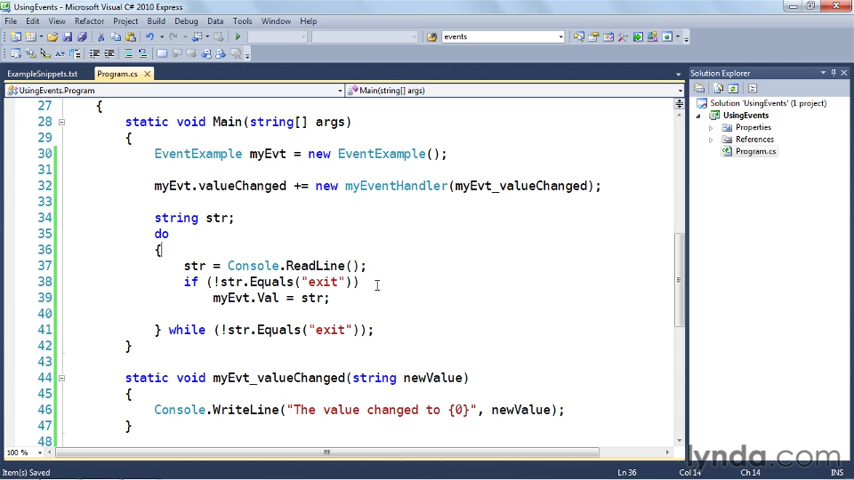 UsingEvents - Microsoft Visual C# 2010 Express
File Edit View Refactor Project Build Debug Data Tools Window Help
events
ExampleSnippets.txt Program.cs
UsingEvents.Program Main(string[] args)
27 {
28 static void Main(string[] args)
29 {
30 EventExample myEvt = new EventExample();
31
32 myEvt.valueChanged += new myEventHandler(myEvt_valueChanged);
33
34 string str;
35 do
36 {
37 str = Console.ReadLine();
38 if (!str.Equals("exit"))
39 myEvt.Val = str;
40
41 } while (!str.Equals("exit"));
42 }
43
44 static void myEvt_valueChanged(string newValue)
45 {
46 Console.WriteLine("The value changed to {0}", newValue);
47 }
48
100 %
Solution Explorer
Solution 'UsingEvents' (1 project)
UsingEvents
Properties
References
Program.cs
Item(s) Saved Ln 36 Col 14 Ch 14 INS
lynda.com